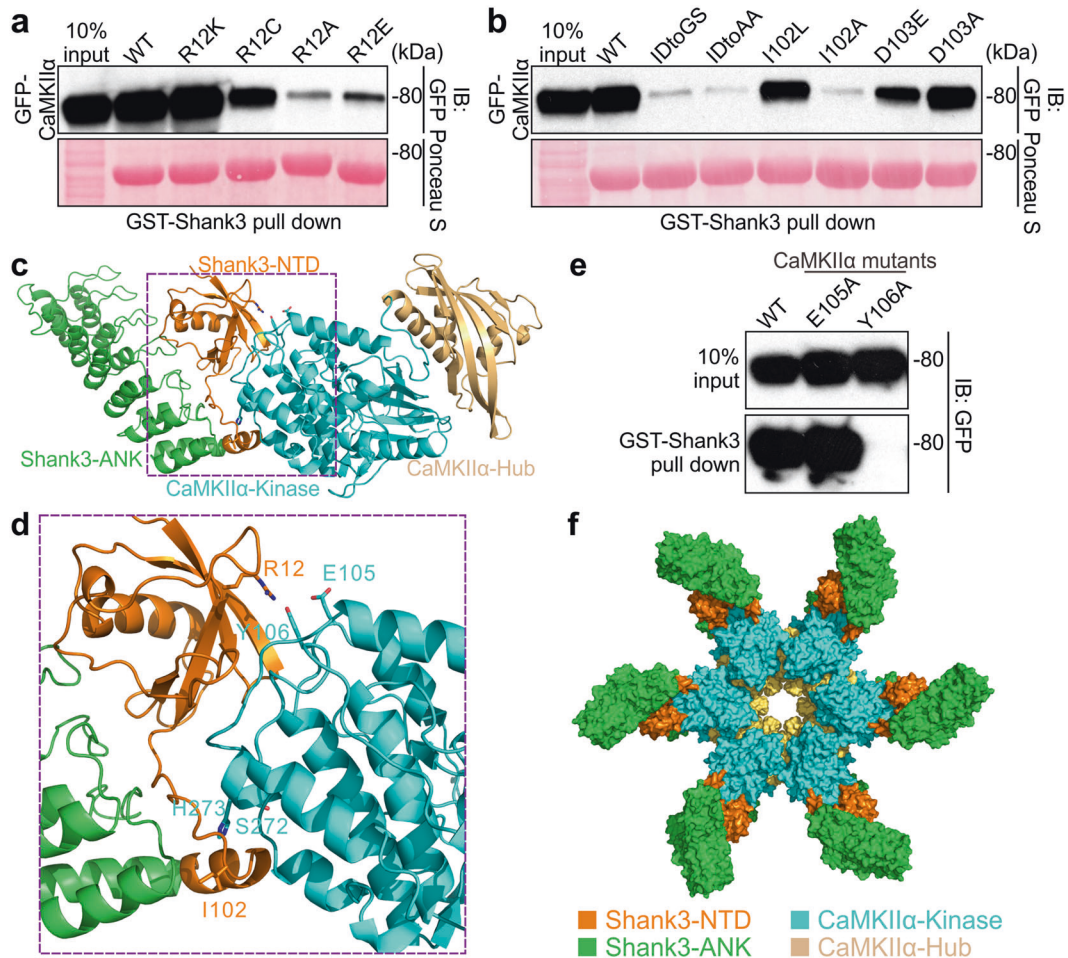 a
10%
input
WT
R12K
R12C
R12A
R12E
(kDa)
GFP-
CaMKIIα
-80
-80
IB:
GFP
Ponceau S
GST-Shank3 pull down
b
10%
input
WT
IDtoGS
IDtoAA
I102L
I102A
D103E
D103A
(kDa)
GFP-
CaMKIIα
-80
-80
IB:
GFP
Ponceau S
GST-Shank3 pull down
c
Shank3-NTD
Shank3-ANK
CaMKIIα-Kinase
CaMKIIα-Hub
e
CaMKIIα mutants
WT
E105A
Y106A
10%
input
-80
GST-Shank3
pull down
-80
IB: GFP
d
R12
E105
Y106
H273
S272
I102
f
Shank3-NTD
CaMKIIα-Kinase
Shank3-ANK
CaMKIIα-Hub